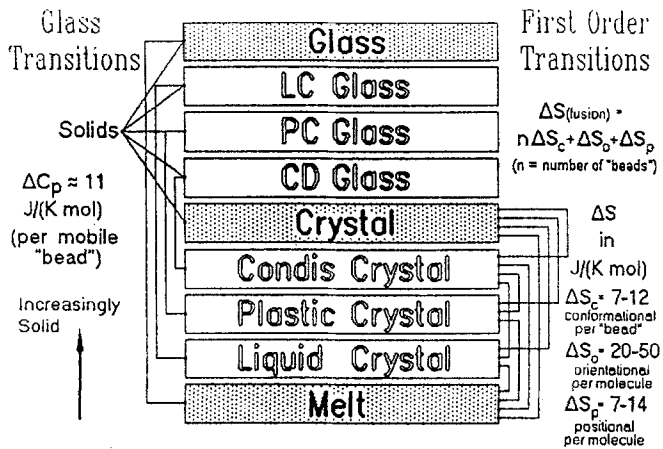 Glass
Transitions
Solids
ΔCp ≈ 11
J/(K mol)
(per mobile
"bead")
Increasingly
Solid
Glass
LC Glass
PC Glass
CD Glass
Crystal
Condis Crystal
Plastic Crystal
Liquid Crystal
Melt
First Order
Transitions
ΔS(fusion) =
nΔSc+ΔSo+ΔSp
(n = number of "beads")
ΔS
in
J/(K mol)
ΔSc= 7-12
conformational
per "bead"
ΔSo= 20-50
orientational
per molecule
ΔSp= 7-14
positional
per molecule